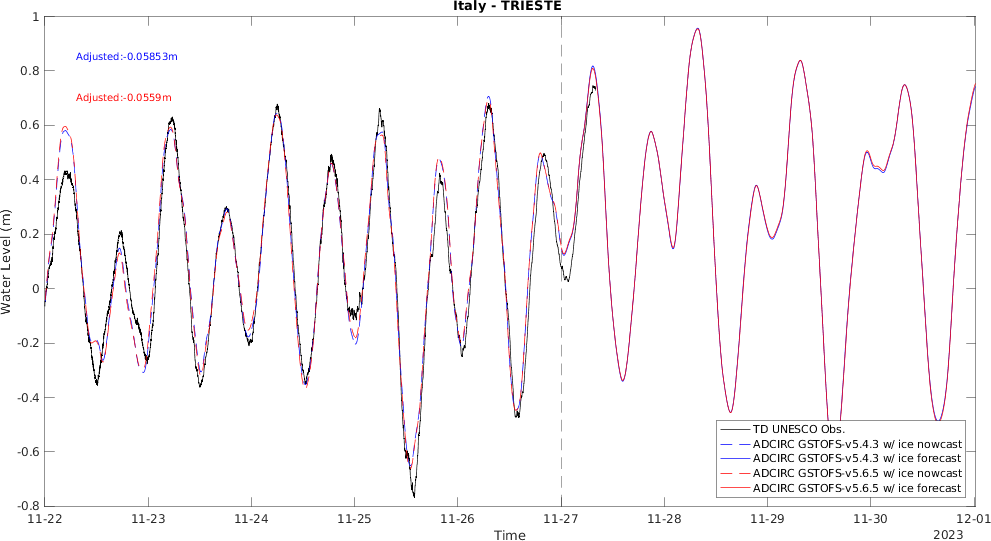 Italy - TRIESTE
Adjusted:-0.05853m
Adjusted:-0.0559m
Water Level (m)
1
0.8
0.6
0.4
0.2
0
-0.2
-0.4
-0.6
-0.8
TD UNESCO Obs.
ADCIRC GSTOFS-v5.4.3 w/ ice nowcast
ADCIRC GSTOFS-v5.4.3 w/ ice forecast
ADCIRC GSTOFS-v5.6.5 w/ ice nowcast
ADCIRC GSTOFS-v5.6.5 w/ ice forecast
11-22 11-23 11-24 11-25 11-26 11-27 11-28 11-29 11-30 12-01
Time
2023